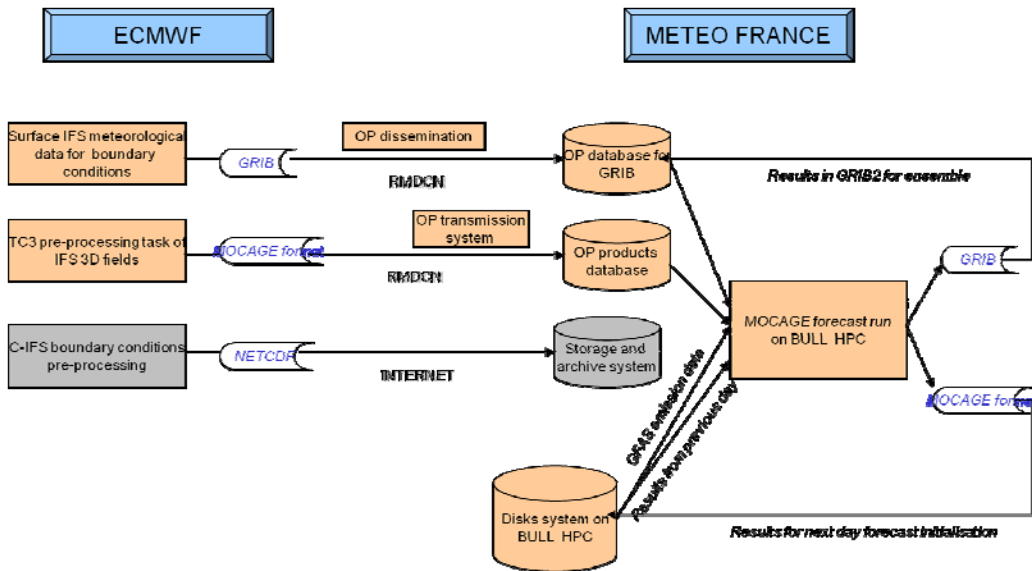 ECMWF
METEO FRANCE
Surface IFS meteorological
data for boundary
conditions
GRIB
OP dissemination
RMDCN
OP database for
GRIB
Results in GRIB2 for ensemble
TC3 pre-processing task of
IFS 3D fields
MOCAGE format
OP transmission
system
RMDCN
OP products
database
GRIB
MOCAGE forecast run
on BULL HPC
C-IFS boundary conditions
pre-processing
NETCDF
INTERNET
Storage and
archive system
GFAS emission data
Results from previous day
MOCAGE format
Disks system on
BULL HPC
Results for next day forecast initialisation